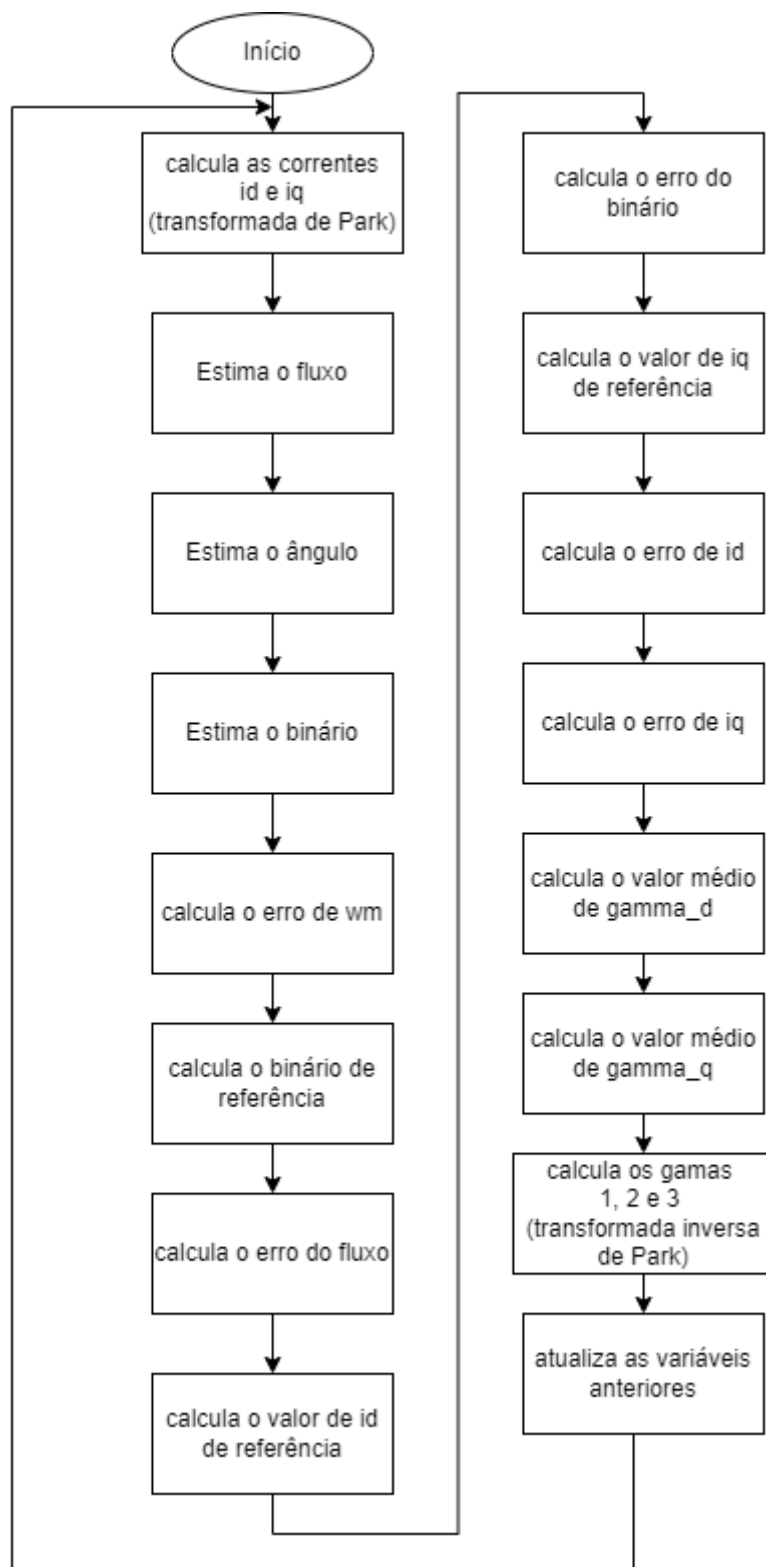 Início
calcula as correntes
id e iq
(transformada de Park)
Estima o fluxo
Estima o ângulo
Estima o binário
calcula o erro de wm
calcula o binário de
referência
calcula o erro do fluxo
calcula o valor de id
de referência
calcula o erro do
binário
calcula o valor de iq
de referência
calcula o erro de id
calcula o erro de iq
calcula o valor médio
de gamma_d
calcula o valor médio
de gamma_q
calcula os gamas
1, 2 e 3
(transformada inversa
de Park)
atualiza as variáveis
anteriores